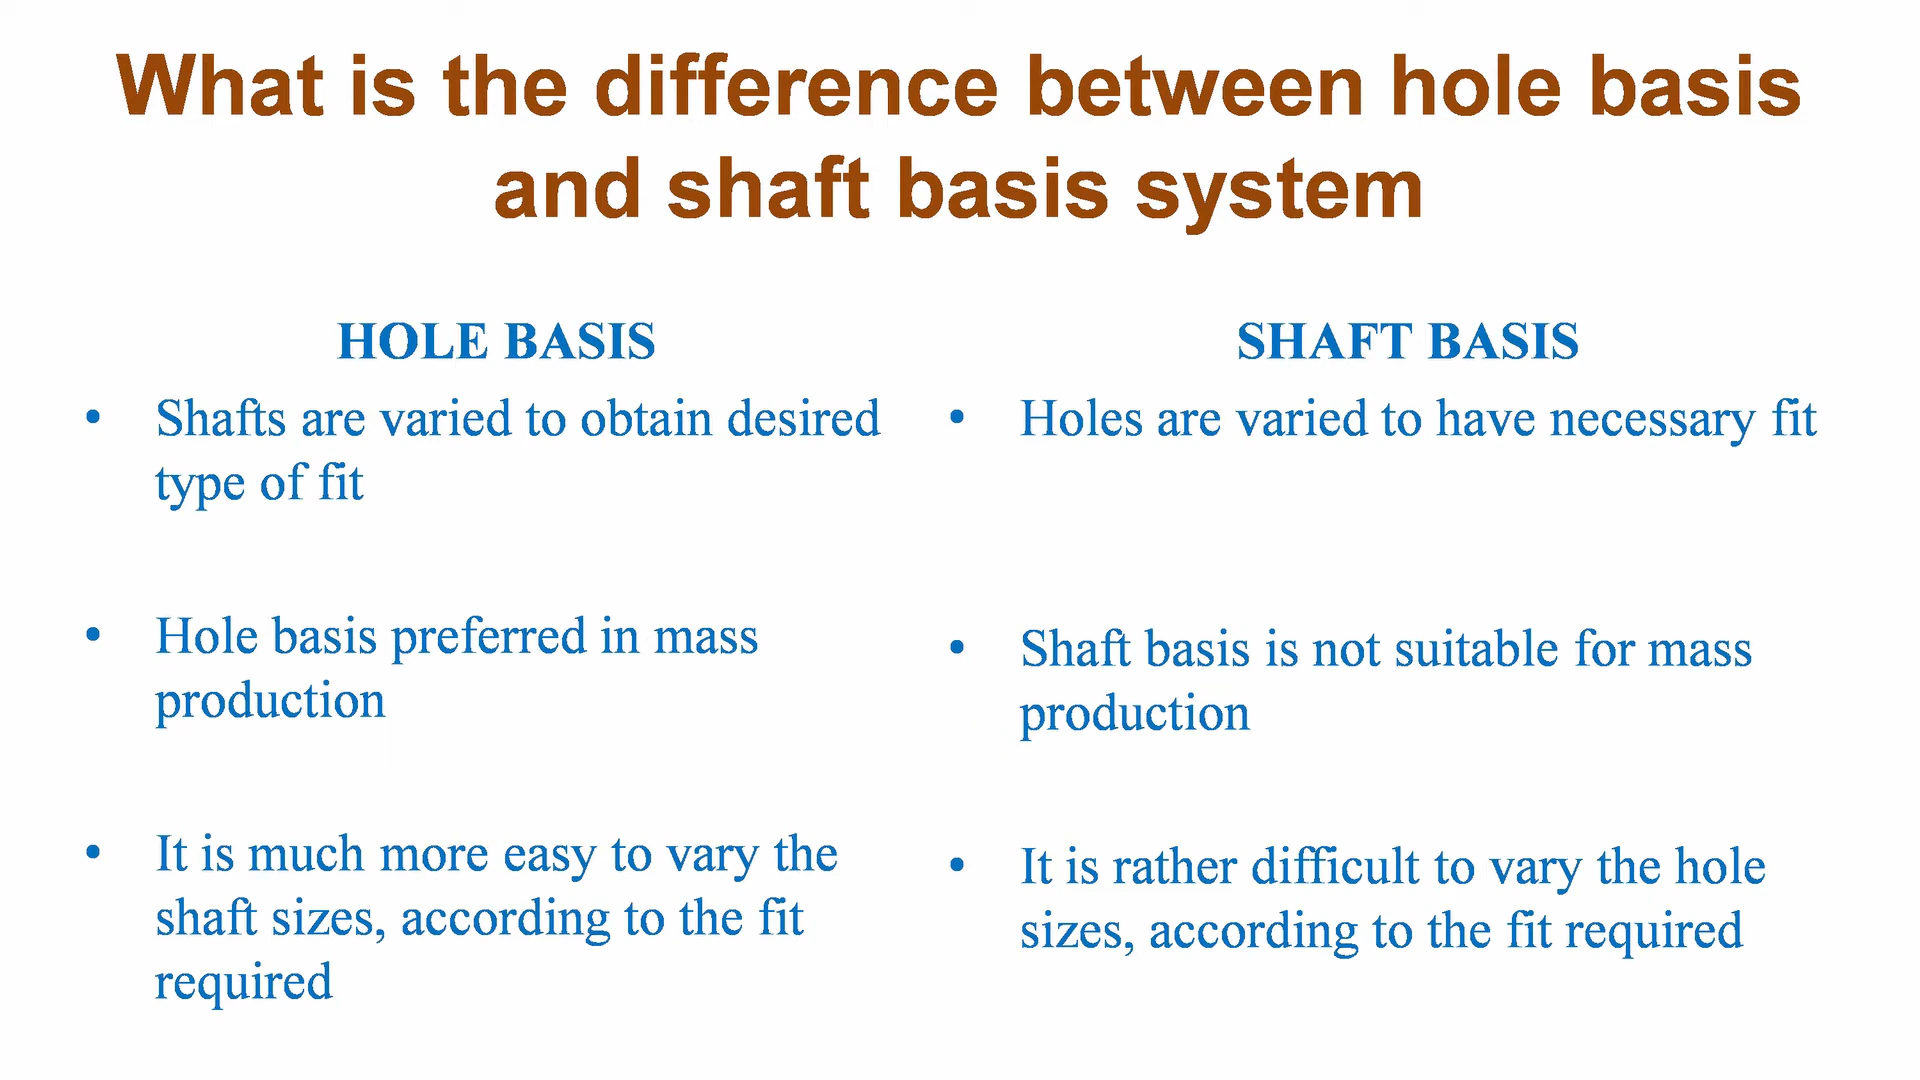 What is the difference between hole basis
and shaft basis system
HOLE BASIS
• Shafts are varied to obtain desired
type of fit
• Hole basis preferred in mass
production
• It is much more easy to vary the
shaft sizes, according to the fit
required
SHAFT BASIS
• Holes are varied to have necessary fit
• Shaft basis is not suitable for mass
production
• It is rather difficult to vary the hole
sizes, according to the fit required